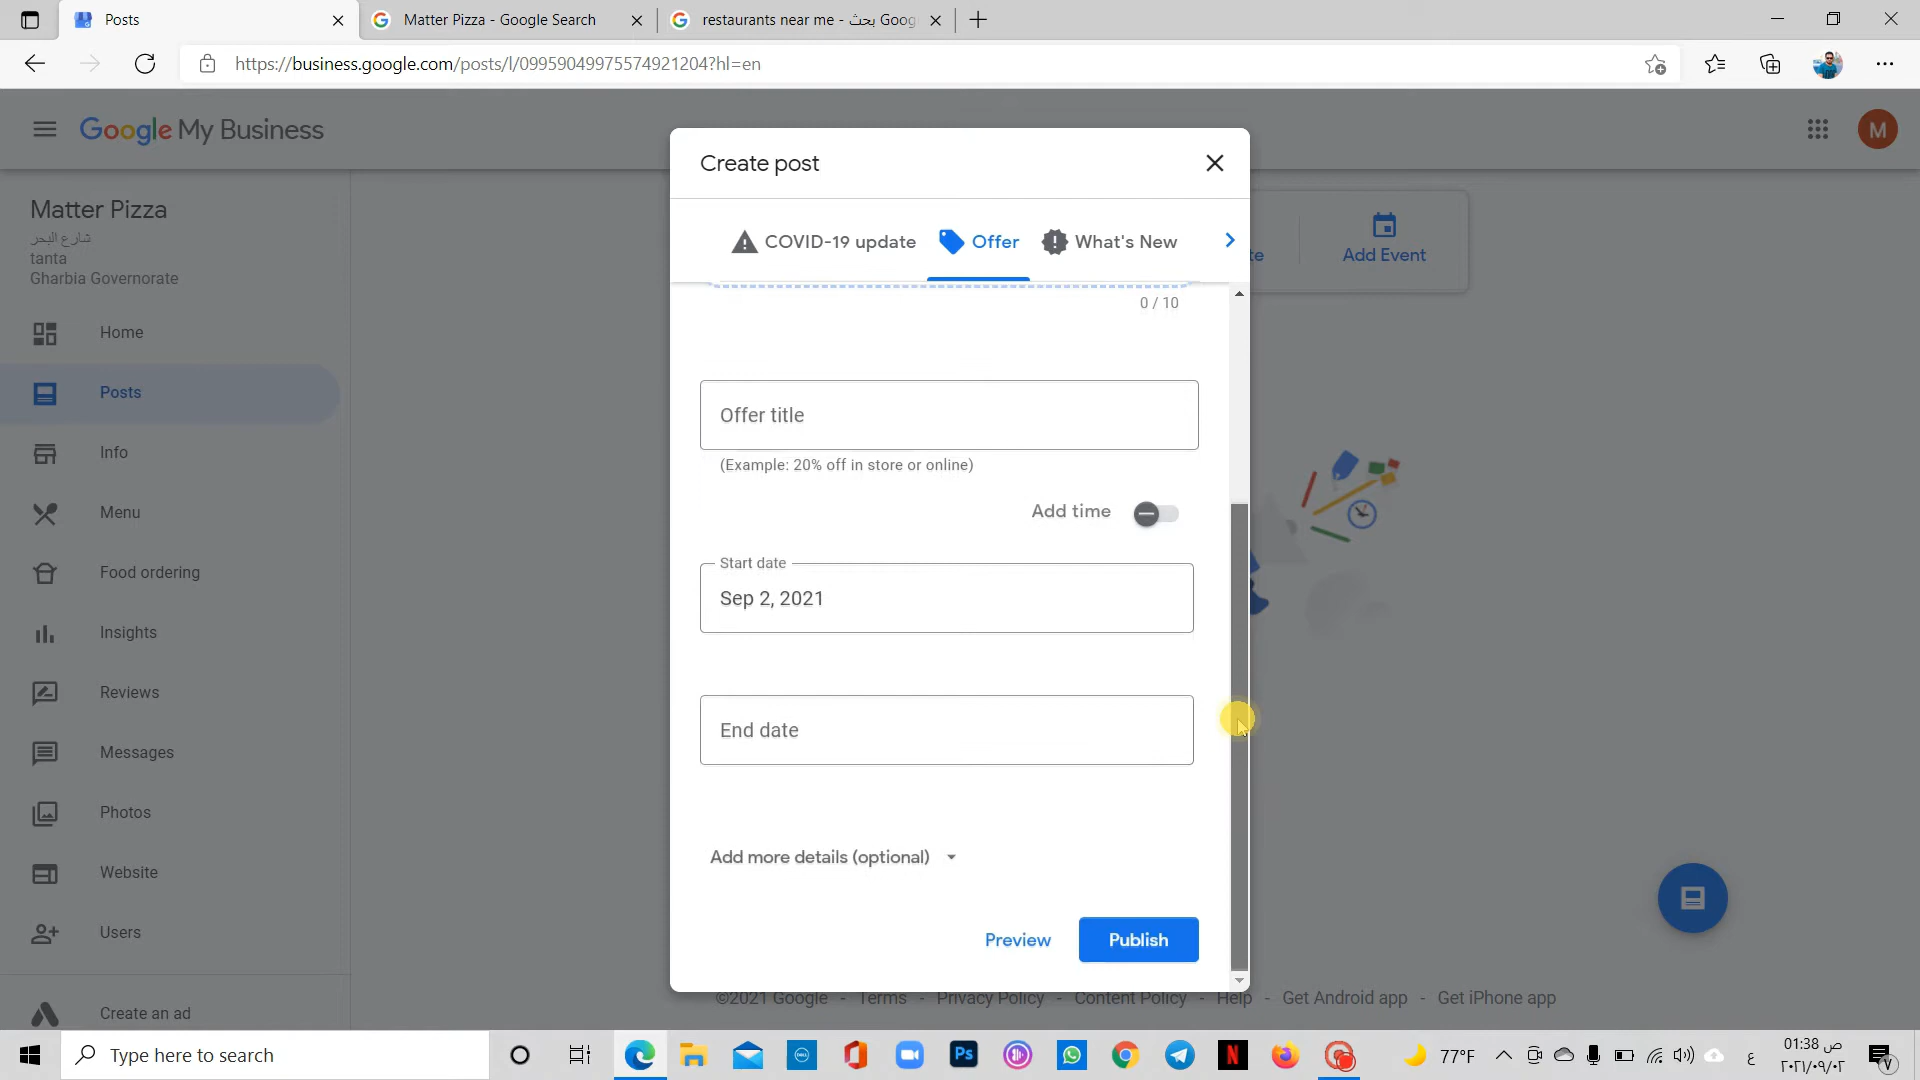 Posts
Matter Pizza - Google Search
restaurants near me - بحث Goog
https://business.google.com/posts/l/09959049975574921204?hl=en
Google My Business
M
Matter Pizza
شارع البحر
tanta
Gharbia Governorate
Home
Posts
Info
Menu
Food ordering
Insights
Reviews
Messages
Photos
Website
Users
Create an ad
te
Add Event
Create post
COVID-19 update
Offer
What's New
0 / 10
Offer title
(Example: 20% off in store or online)
Add time
Start date
Sep 2, 2021
End date
Add more details (optional)
Preview
Publish
©2021 Google - Terms - Privacy Policy - Content Policy - Help - Get Android app - Get iPhone app
Type here to search
DELL
Ps
N
77°F
ع
01:38 ص
٢٠٢١/٠٩/٠٢